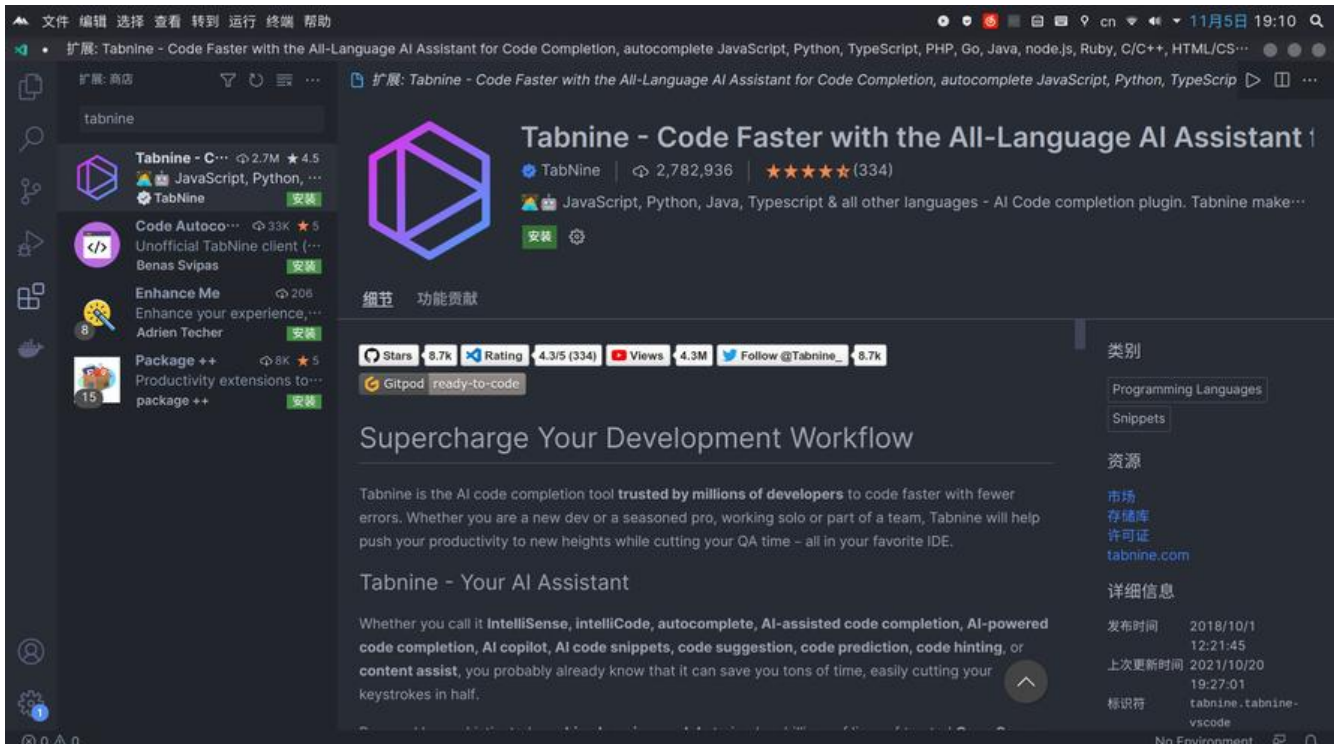 文件 编辑 选择 查看 转到 运行 终端 帮助
cn 11月5日 19:10
扩展: Tabnine - Code Faster with the All-Language AI Assistant for Code Completion, autocomplete JavaScript, Python, TypeScript, PHP, Go, Java, node.js, Ruby, C/C++, HTML/CS···
扩展: 商店
扩展: Tabnine - Code Faster with the All-Language AI Assistant for Code Completion, autocomplete JavaScript, Python, TypeScrip
tabnine
Tabnine - C··· 2.7M ★ 4.5
JavaScript, Python, ···
TabNine 安装
Code Autoco··· 33K ★ 5
Unofficial TabNine client (···
Benas Svipas 安装
Enhance Me 206
Enhance your experience,···
8 Adrien Techer 安装
Package ++ 8K ★ 5
Productivity extensions to···
15 package ++ 安装
Tabnine - Code Faster with the All-Language AI Assistant
TabNine | 2,782,936 | ★★★★★(334)
JavaScript, Python, Java, Typescript & all other languages - AI Code completion plugin. Tabnine make···
安装
细节 功能贡献
Stars 8.7k Rating 4.3/5 (334) Views 4.3M Follow @Tabnine_ 8.7k
Gitpod ready-to-code
Supercharge Your Development Workflow
Tabnine is the AI code completion tool trusted by millions of developers to code faster with fewer
errors. Whether you are a new dev or a seasoned pro, working solo or part of a team, Tabnine will help
push your productivity to new heights while cutting your QA time – all in your favorite IDE.
Tabnine - Your AI Assistant
Whether you call it IntelliSense, intelliCode, autocomplete, AI-assisted code completion, AI-powered
code completion, AI copilot, AI code snippets, code suggestion, code prediction, code hinting, or
content assist, you probably already know that it can save you tons of time, easily cutting your
keystrokes in half.
类别
Programming Languages
Snippets
资源
市场
存储库
许可证
tabnine.com
详细信息
发布时间 2018/10/1
12:21:45
上次更新时间 2021/10/20
19:27:01
标识符 tabnine.tabnine-
vscode
1
0 0
No Environment